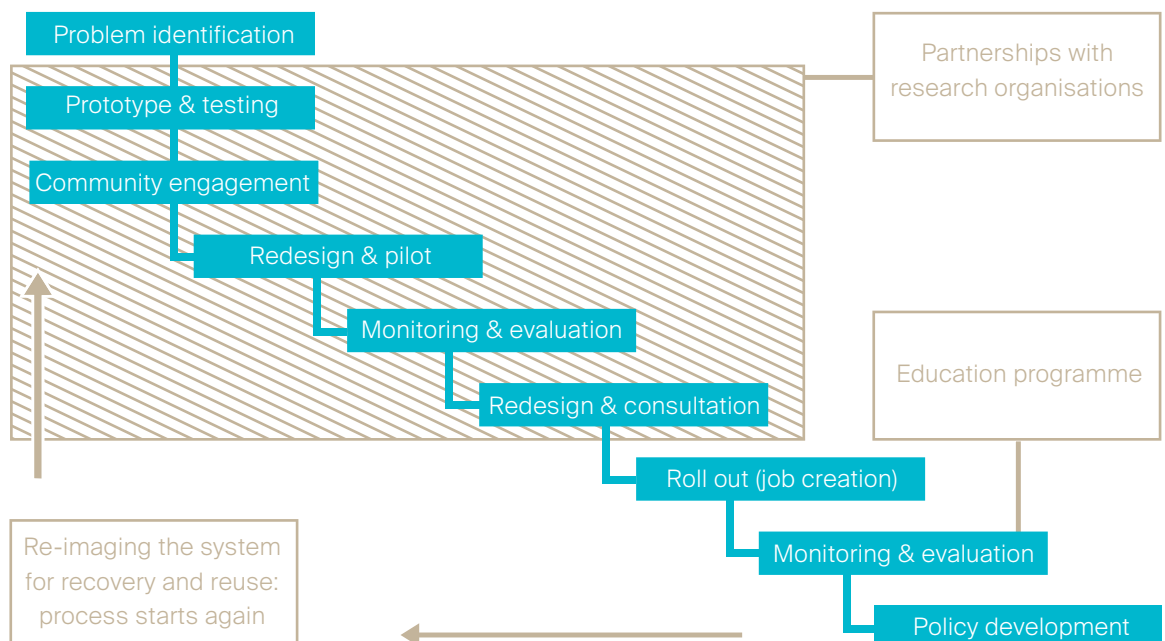 Problem identification
Partnerships with
research organisations
Prototype & testing
Community engagement
Redesign & pilot
Monitoring & evaluation
Education programme
Redesign & consultation
Roll out (job creation)
Monitoring & evaluation
Re-imaging the system
for recovery and reuse:
process starts again
Policy development